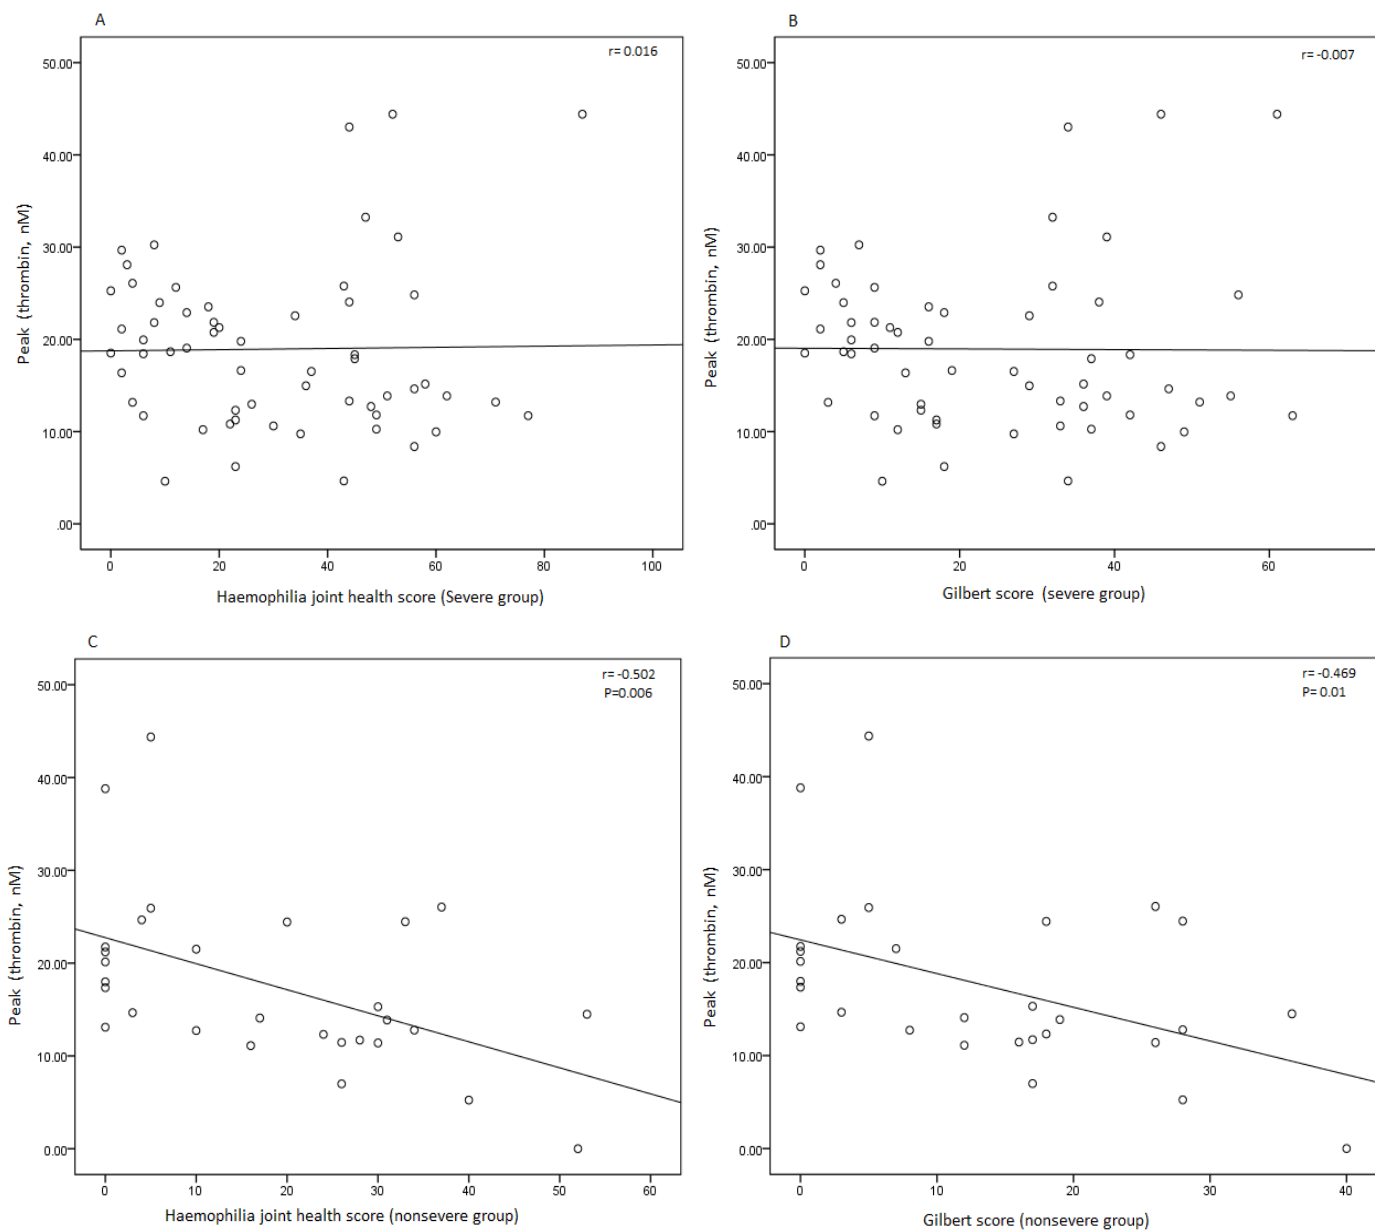 A
r= 0.016
50.00
40.00
30.00
20.00
10.00
.00
Peak (thrombin, nM)
0 20 40 60 80 100
Haemophilia joint health score (Severe group)
B
r= -0.007
50.00
40.00
30.00
20.00
10.00
.00
Peak (thrombin, nM)
0 20 40 60
Gilbert score (severe group)
C
r= -0.502
P=0.006
50.00
40.00
30.00
20.00
10.00
0.00
Peak (thrombin, nM)
0 10 20 30 40 50 60
Haemophilia joint health score (nonsevere group)
D
r= -0.469
P= 0.01
50.00
40.00
30.00
20.00
10.00
0.00
Peak (thrombin, nM)
0 10 20 30 40
Gilbert score (nonsevere group)